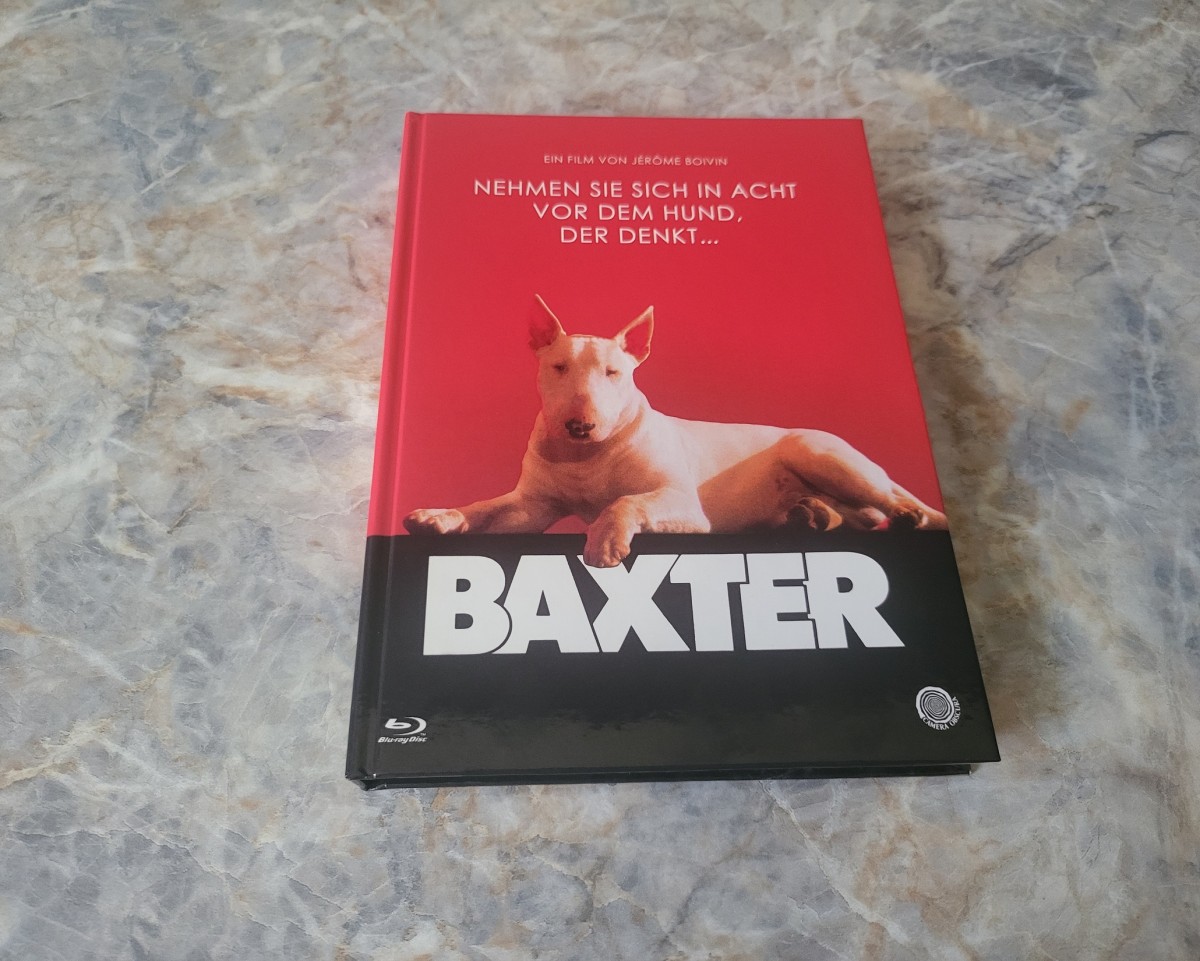 EIN FILM VON JÉRÔME BOIVIN
NEHMEN SIE SICH IN ACHT
VOR DEM HUND,
DER DENKT...
BAXTER
Blu-ray Disc™
CAMERA OBSCURA